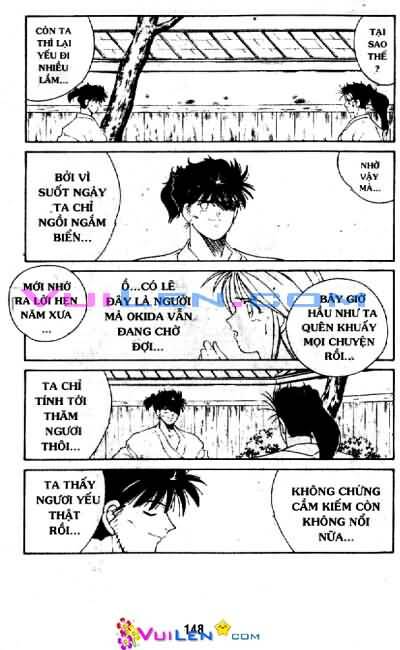 CÒN TA
THÌ LẠI
YẾU ĐI
NHIỀU
LẮM...
TẠI
SAO
THẾ
?
BỞI VÌ
SUỐT NGÀY
TA CHỈ
NGỒI NGẮM
BIỂN...
NHỜ
VẬY
MÀ...
MỚI NHỚ
RA LỜI HẸN
NĂM XƯA
...
Ồ...CÓ LẼ
ĐÂY LÀ NGƯỜI
MÀ OKIDA VẪN
ĐANG CHỜ
ĐỢI...
BÂY GIỜ
HẦU NHƯ TA
QUÊN KHUẤY
MỌI CHUYỆN
RỒI...
VUILEN.COM
TA CHỈ
TÍNH TỚI
THĂM
NGƯƠI
THÔI...
TA THẤY
NGƯƠI YẾU
THẬT
RỒI...
KHÔNG CHỪNG
CẦM KIẾM CÒN
KHÔNG NỔI
NỮA...
148
VUILEN.COM